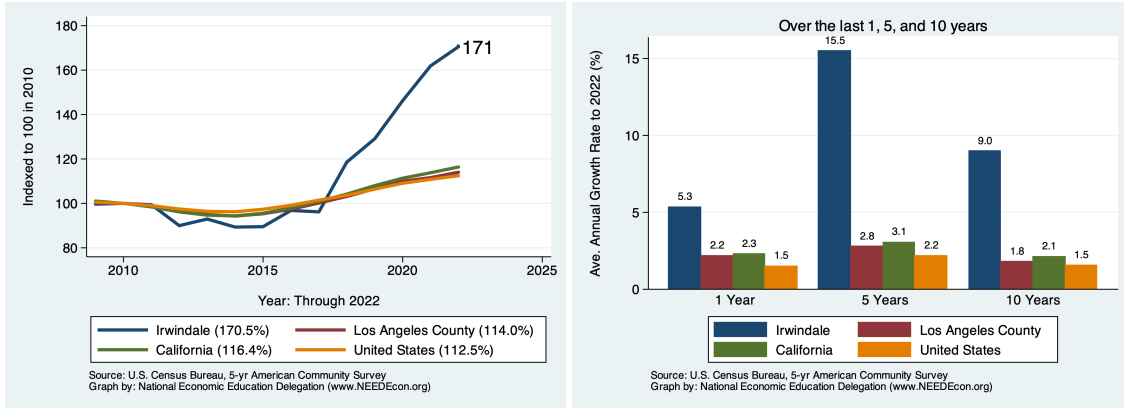 Indexed to 100 in 2010
180
160
140
120
100
80
171
2010 2015 2020 2025
Year: Through 2022
Irwindale (170.5%) Los Angeles County (114.0%)
California (116.4%) United States (112.5%)
Source: U.S. Census Bureau, 5-yr American Community Survey
Graph by: National Economic Education Delegation (www.NEEDEcon.org)
Over the last 1, 5, and 10 years
Ave. Annual Growth Rate to 2022 (%)
15
10
5
0
5.3 2.2 2.3 1.5
15.5 2.8 3.1 2.2
9.0 1.8 2.1 1.5
1 Year 5 Years 10 Years
Irwindale Los Angeles County
California United States
Source: U.S. Census Bureau, 5-yr American Community Survey
Graph by: National Economic Education Delegation (www.NEEDEcon.org)